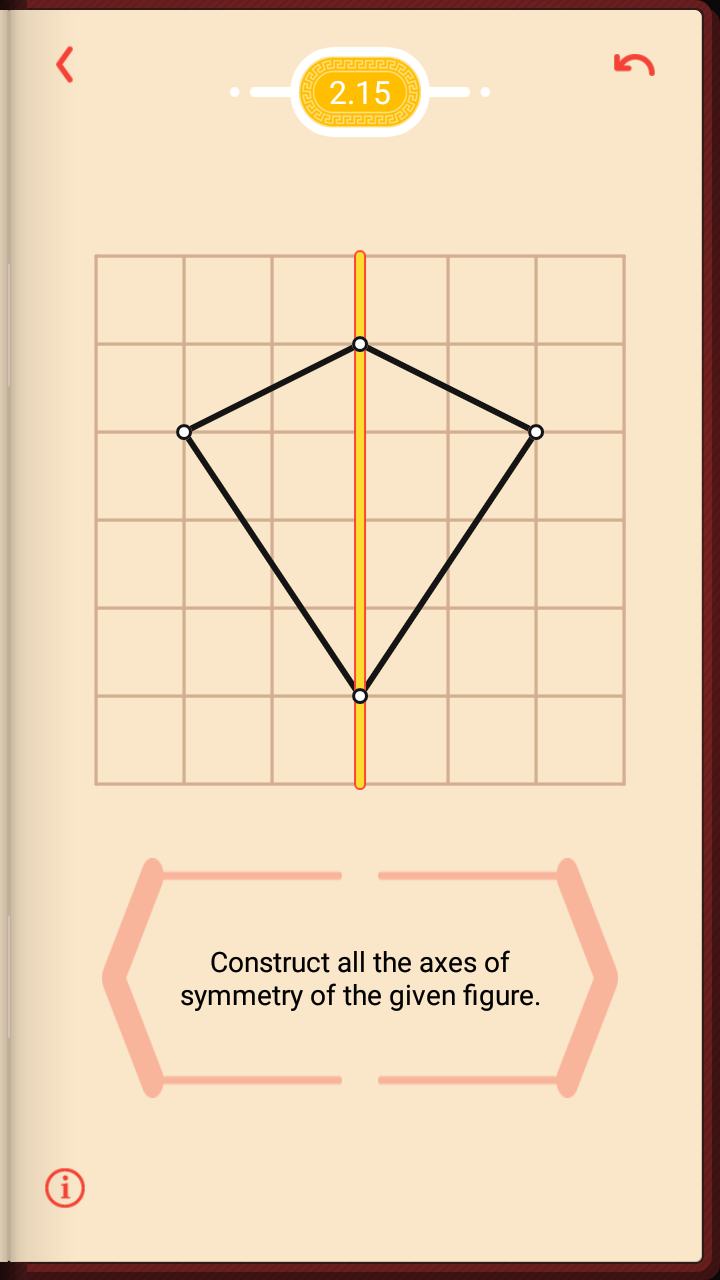 2.15
Construct all the axes of
symmetry of the given figure.
i